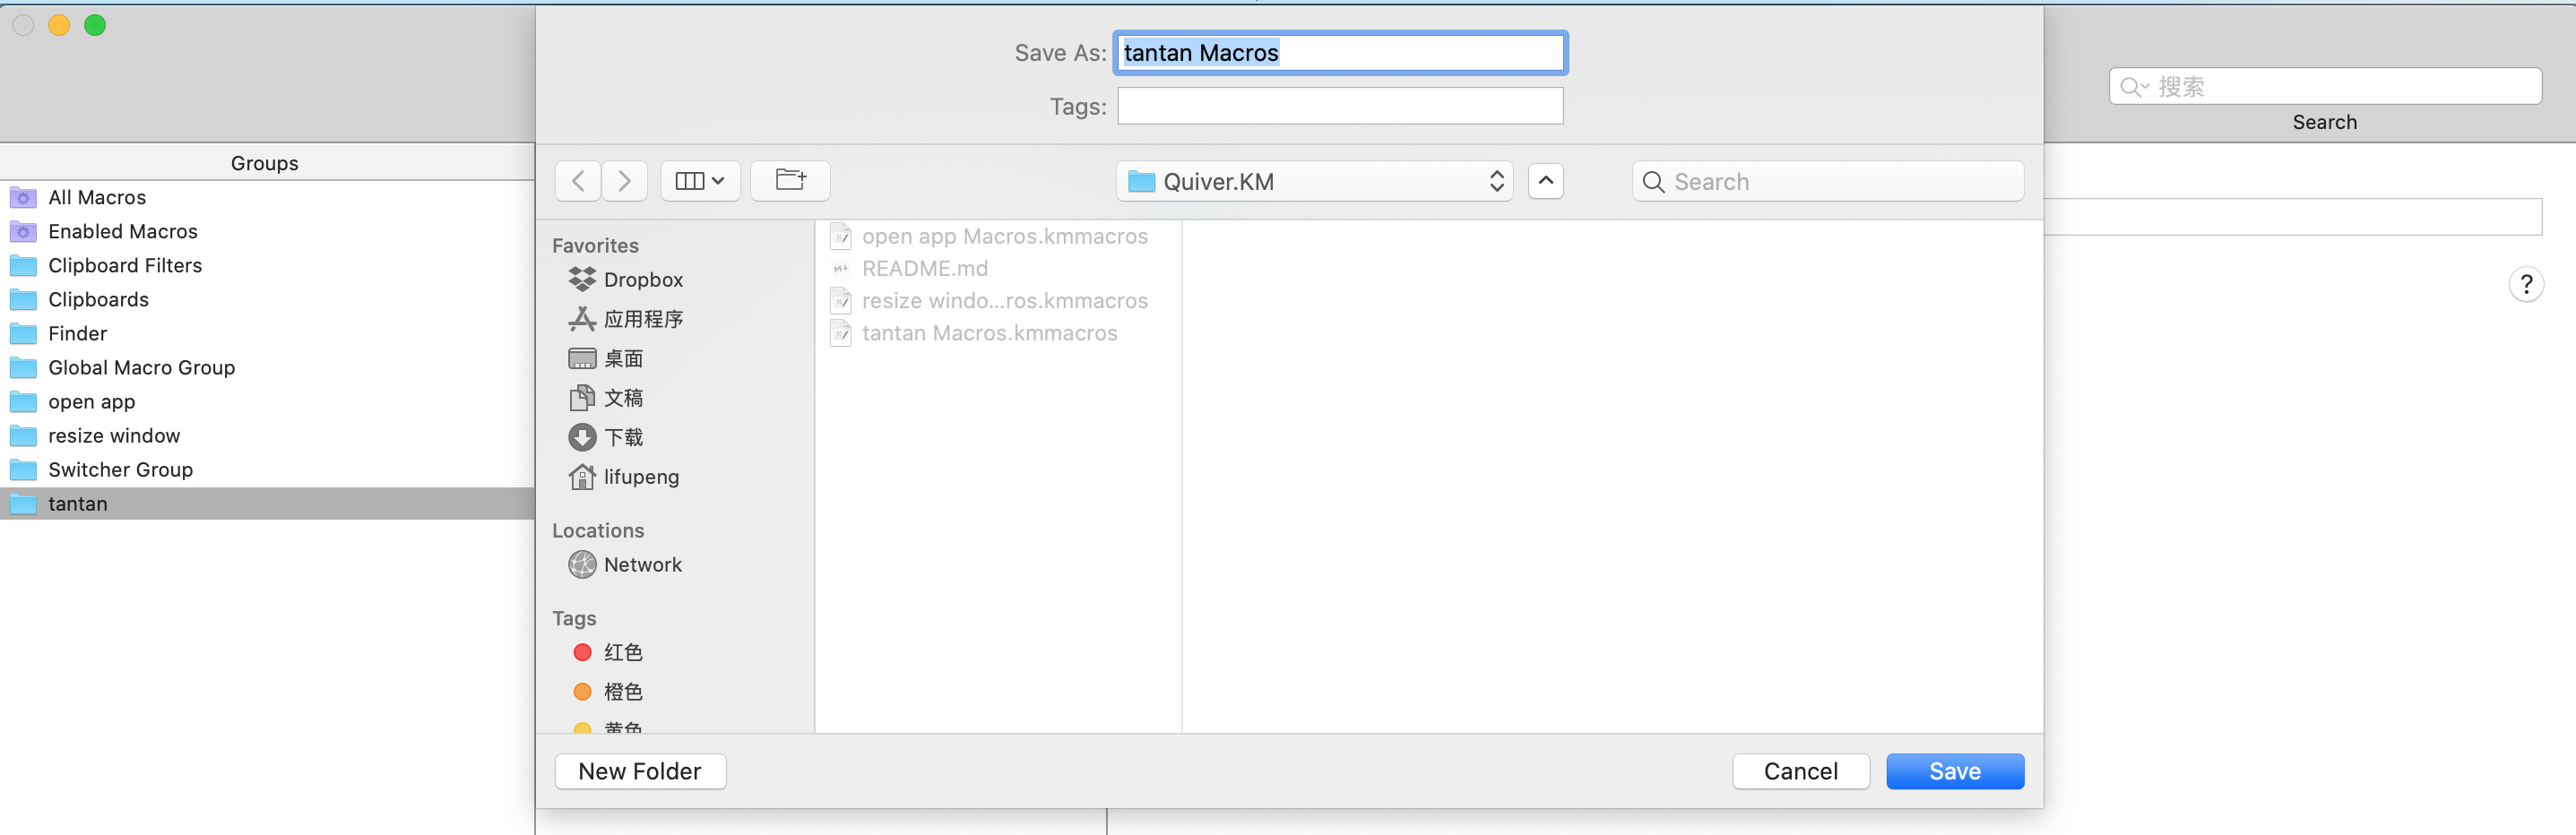 Save As: tantan Macros
Tags:
搜索
Search
Groups
All Macros
Enabled Macros
Clipboard Filters
Clipboards
Finder
Global Macro Group
open app
resize window
Switcher Group
tantan
Quiver.KM
Search
Favorites
Dropbox
应用程序
桌面
文稿
下载
lifupeng
Locations
Network
Tags
红色
橙色
黄色
open app Macros.kmmacros
README.md
resize windo...ros.kmmacros
tantan Macros.kmmacros
?
New Folder
Cancel
Save